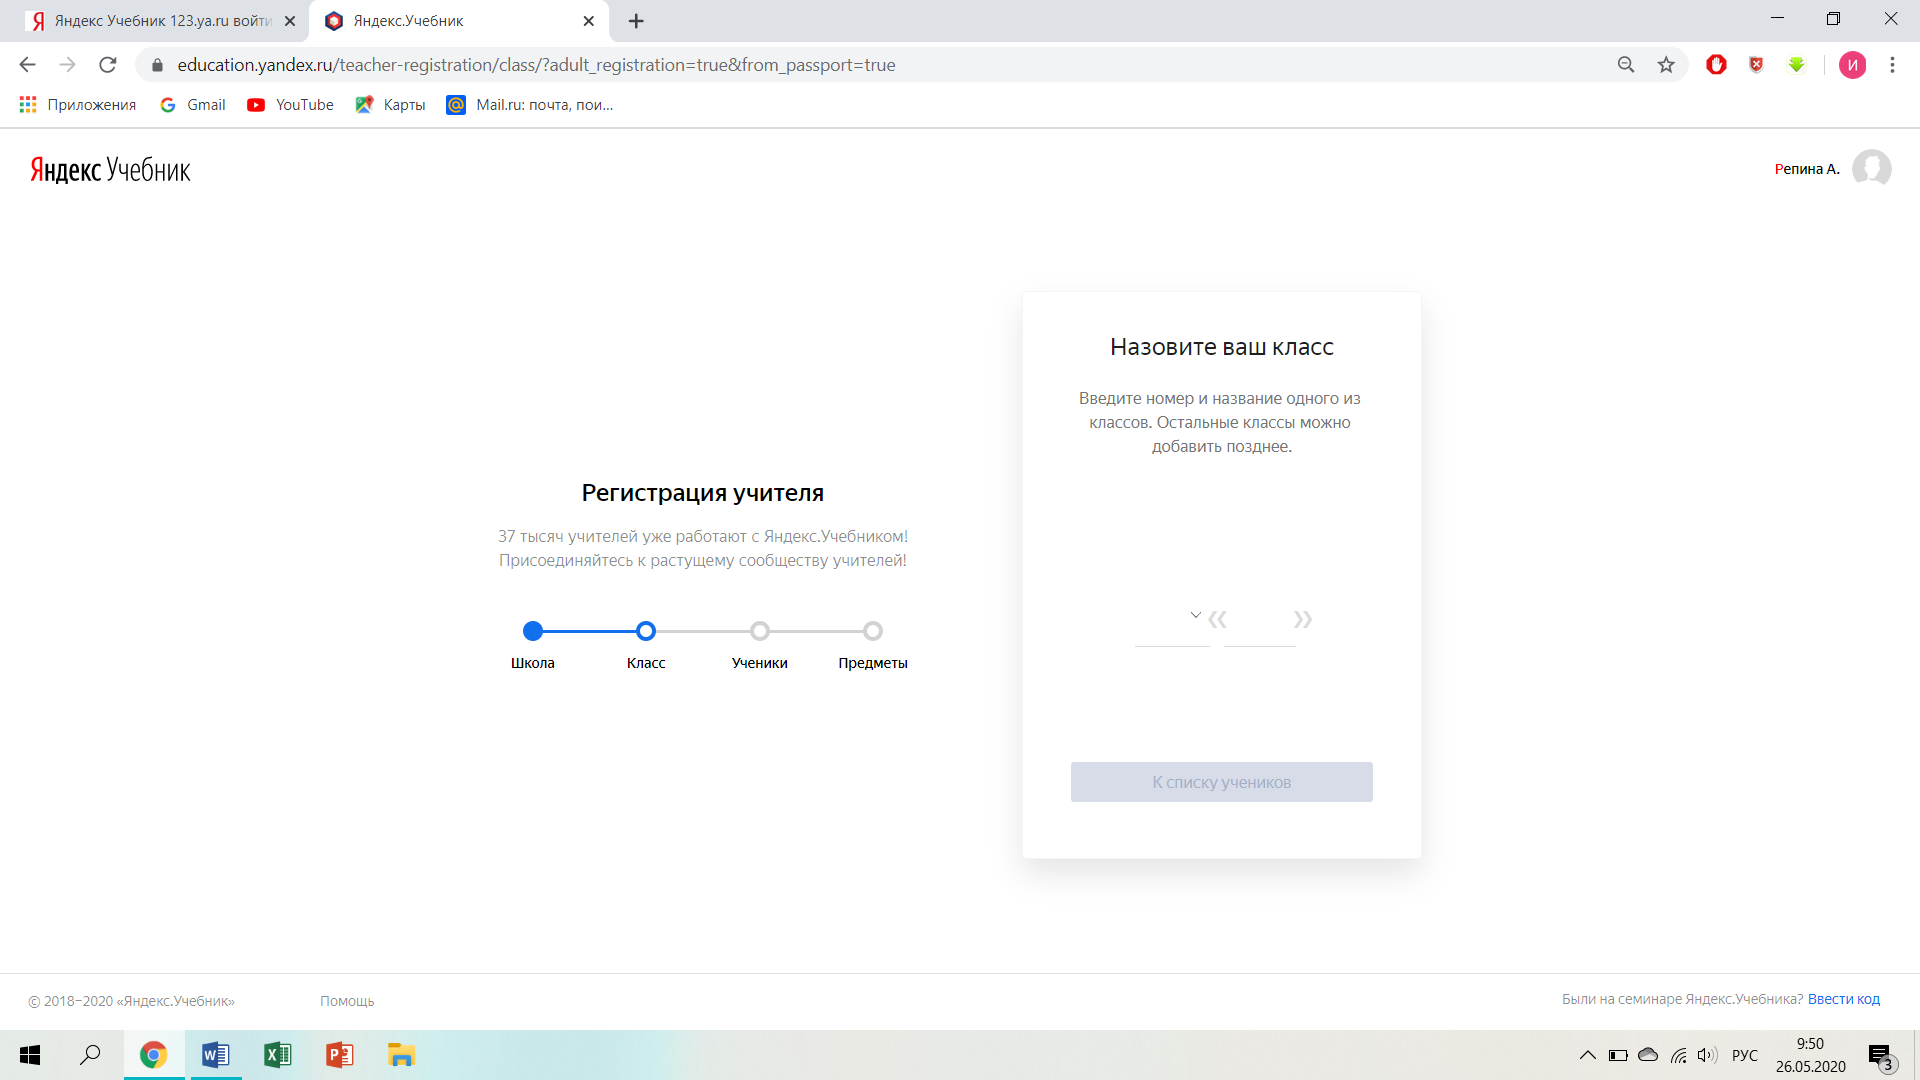 Яндекс Учебник 123.ya.ru войти
Яндекс.Учебник
education.yandex.ru/teacher-registration/class/?adult_registration=true&from_passport=true
И
Приложения
Gmail
YouTube
Карты
Mail.ru: почта, пои...
Яндекс Учебник
Репина А.
Назовите ваш класс
Введите номер и название одного из
классов. Остальные классы можно
добавить позднее.
Регистрация учителя
37 тысяч учителей уже работают с Яндекс.Учебником!
Присоединяйтесь к растущему сообществу учителей!
Школа
Класс
Ученики
Предметы
«
»
К списку учеников
© 2018–2020 «Яндекс.Учебник»
Помощь
Были на семинаре Яндекс.Учебника? Ввести код
РУС
9:50
26.05.2020
3